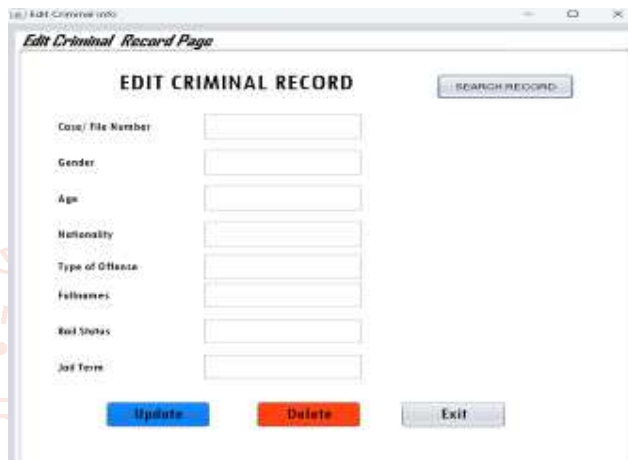 Edit Criminal Info
Edit Criminal Record Page
EDIT CRIMINAL RECORD
SEARCH RECORD
Case/ File Number
Gender
Age
Nationality
Type of Offense
Fullnames
Bail Status
Jail Term
Update
Delete
Exit